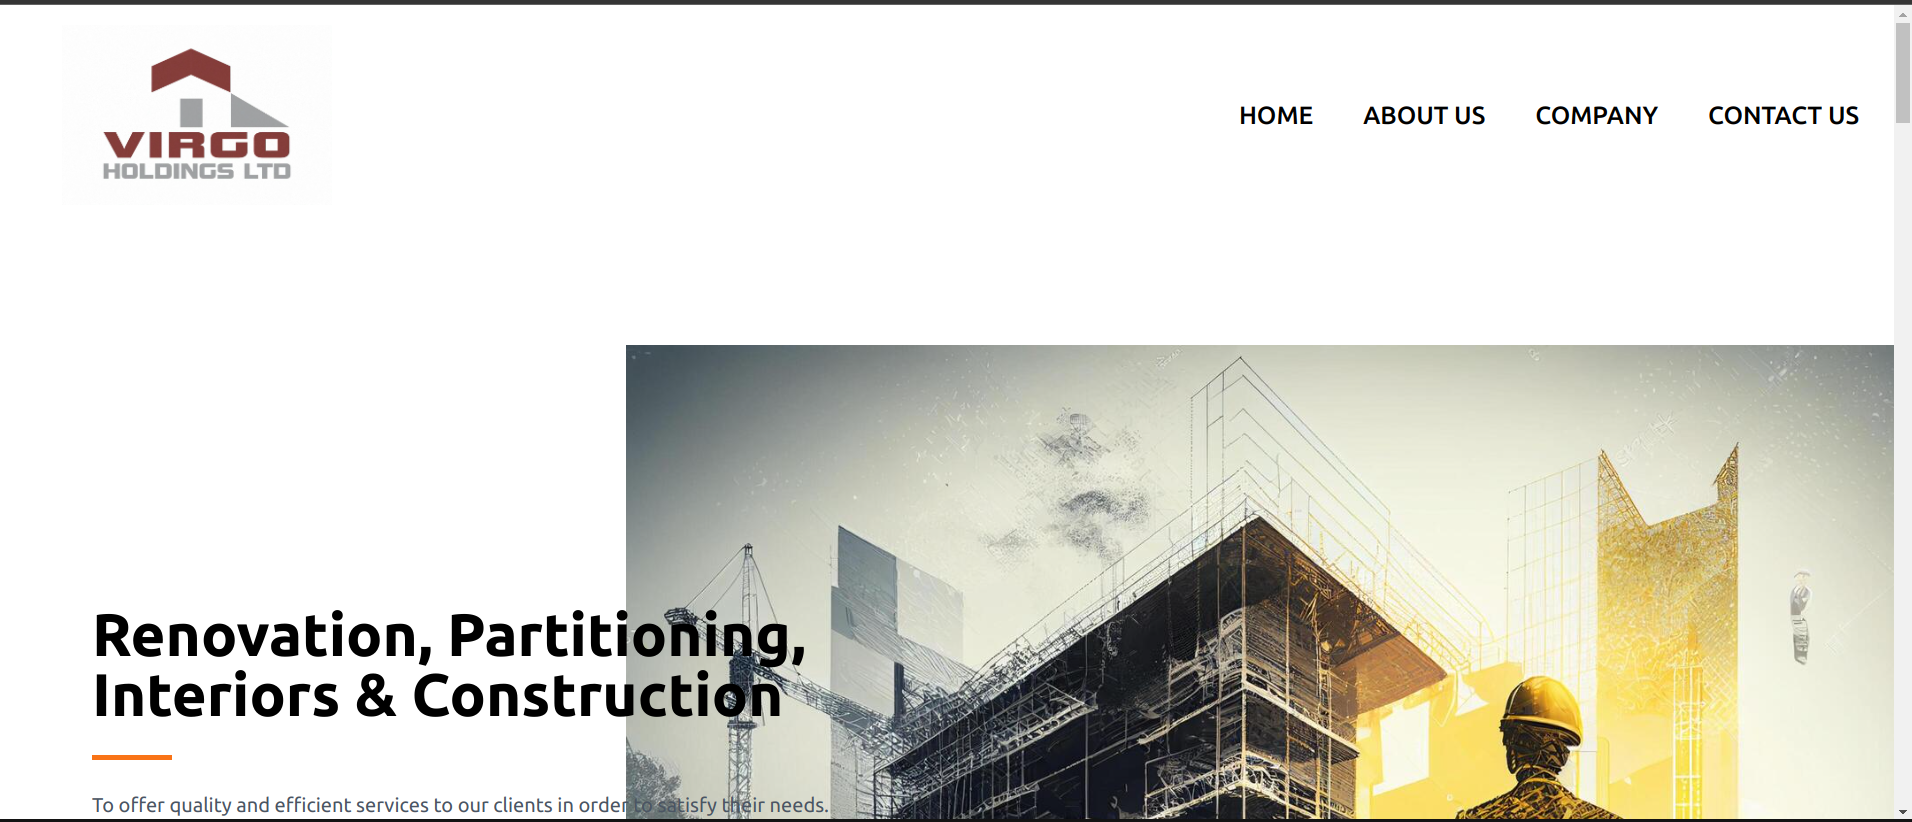 VIRGO
HOLDINGS LTD
HOME ABOUT US COMPANY CONTACT US
Renovation, Partitioning,
Interiors & Construction
To offer quality and efficient services to our clients in order to satisfy their needs.